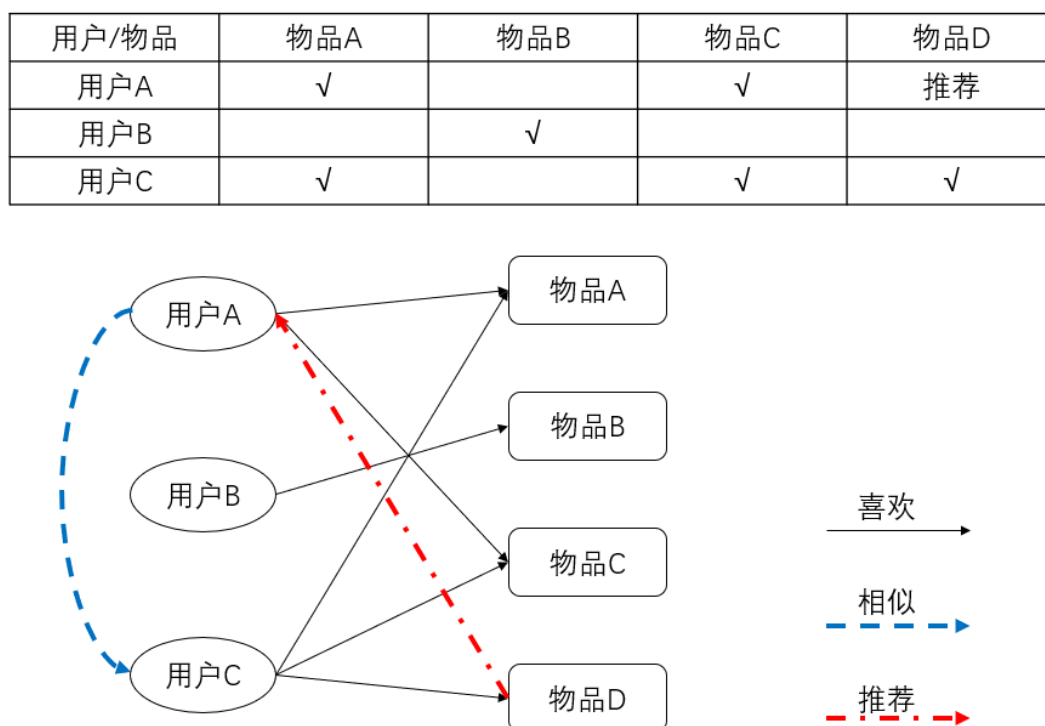 用户/物品 物品A 物品B 物品C 物品D
用户A √ √ 推荐
用户B √
用户C √ √ √
物品A
用户A
物品B
用户B
喜欢
物品C
相似
用户C
物品D
推荐